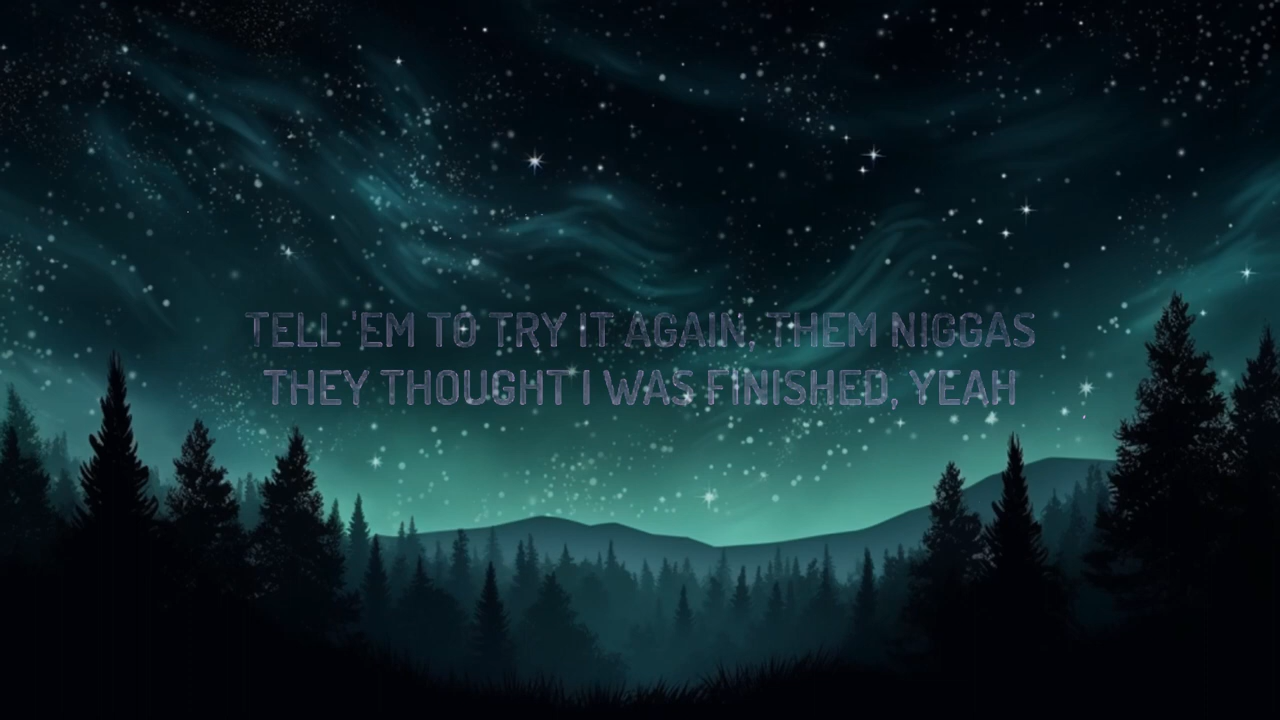 TELL 'EM TO TRY IT AGAIN, THEM NIGGAS
THEY THOUGHT I WAS FINISHED, YEAH